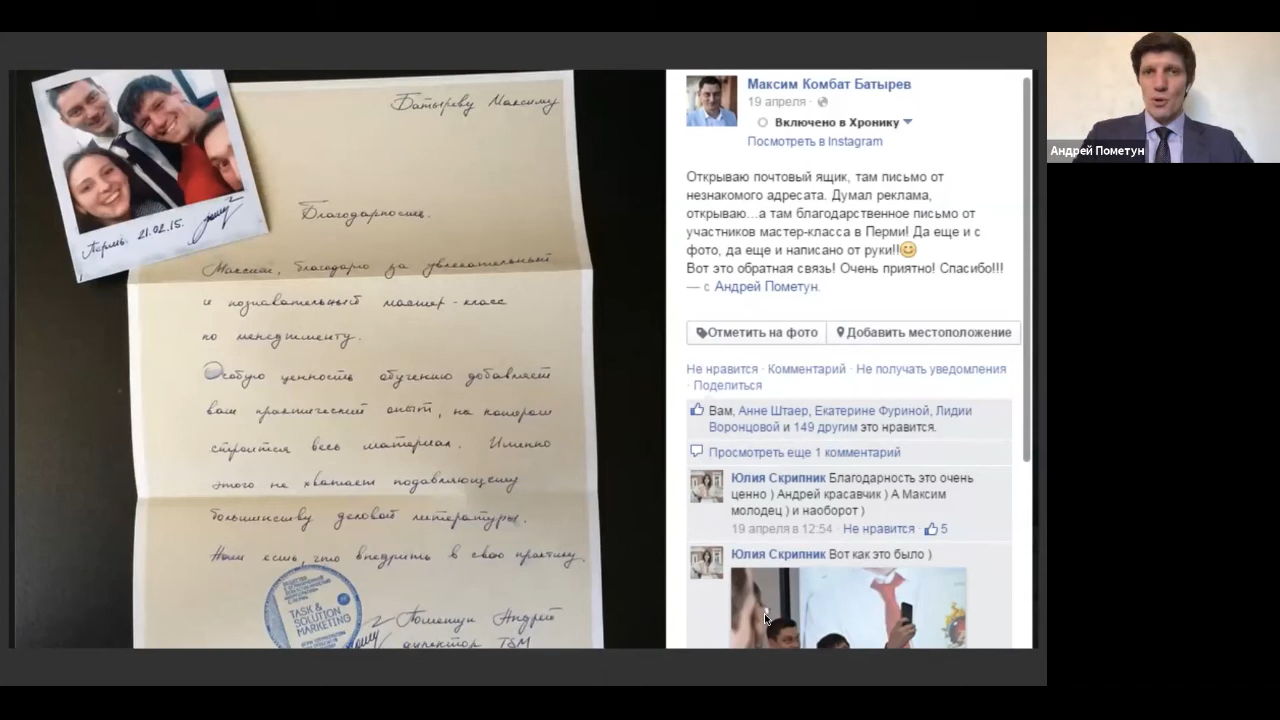 Батыреву Максиму
Благодарность.
Максим, благодарю за увлекательный
и познавательный мастер-класс
по менеджменту.
Особую ценность обучению добавляет
ваш практический опыт, на котором
строится весь материал. Именно
этого не хватает подавляющему
большинству деловой литературы.
Нам есть, что внедрить в свою практику.
TASK &
SOLUTION
MARKETING
Пометун Андрей
директор TSM
Пермь. 21.02.15.
Максим Комбат Батырев
19 апреля ·
Включено в Хронику
Посмотреть в Instagram
Открываю почтовый ящик, там письмо от
незнакомого адресата. Думал реклама,
открываю...а там благодарственное письмо от
участников мастер-класса в Перми! Да еще и с
фото, да еще и написано от руки!!😊
Вот это обратная связь! Очень приятно! Спасибо!!!
— с Андрей Пометун.
Отметить на фото Добавить местоположение
Не нравится · Комментарий · Не получать уведомления
· Поделиться
Вам, Анне Штаер, Екатерине Фуриной, Лидии
Воронцовой и 149 другим это нравится.
Просмотреть еще 1 комментарий
Юлия Скрипник Благодарность это очень
ценно ) Андрей красавчик ) А Максим
молодец ) и наоборот )
19 апреля в 12:54 · Не нравится · 5
Юлия Скрипник Вот как это было )
Андрей Пометун